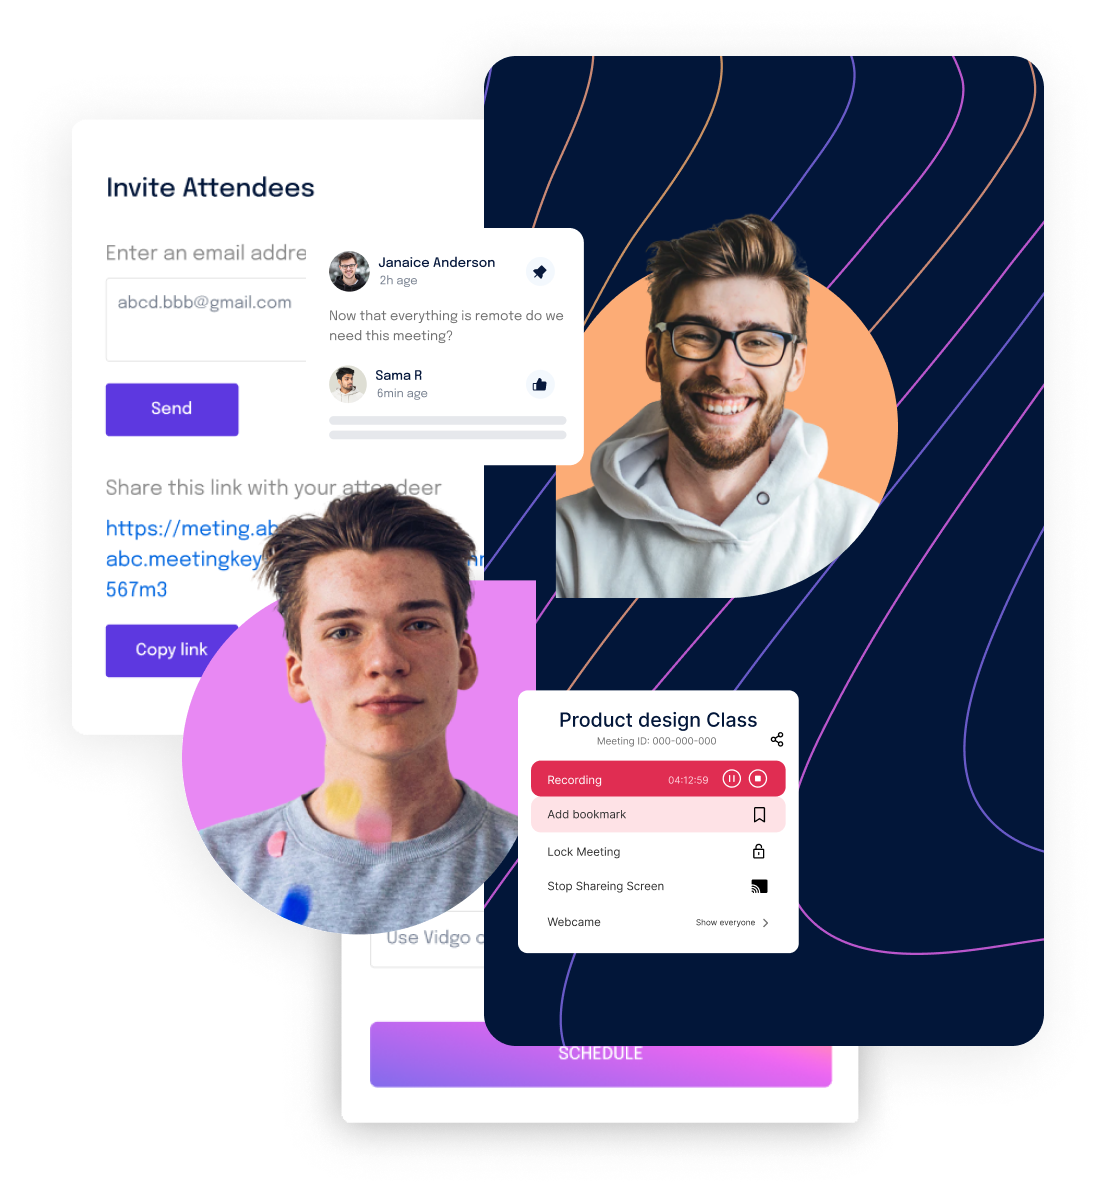 Invite Attendees
Enter an email addre
abcd.bbb@gmail.com
Send
Janaice Anderson
2h age
Now that everything is remote do we
need this meeting?
Sama R
6min age
Share this link with your attendeer
https://meting.ab
abc.meetingkey
567m3
Copy link
Product design Class
Meeting ID: 000-000-000
Recording 04:12:59
Add bookmark
Lock Meeting
Stop Shareing Screen
Webcame Show everyone
Use Vidgo
SCHEDULE